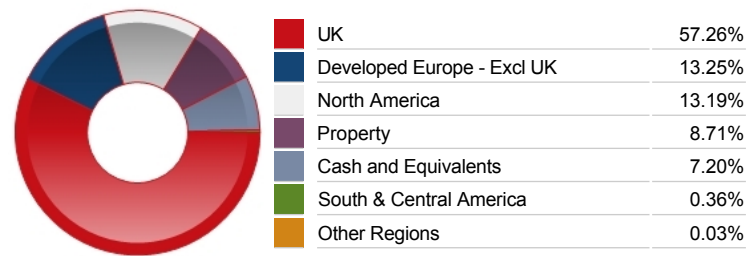 UK 57.26%
Developed Europe - Excl UK 13.25%
North America 13.19%
Property 8.71%
Cash and Equivalents 7.20%
South & Central America 0.36%
Other Regions 0.03%